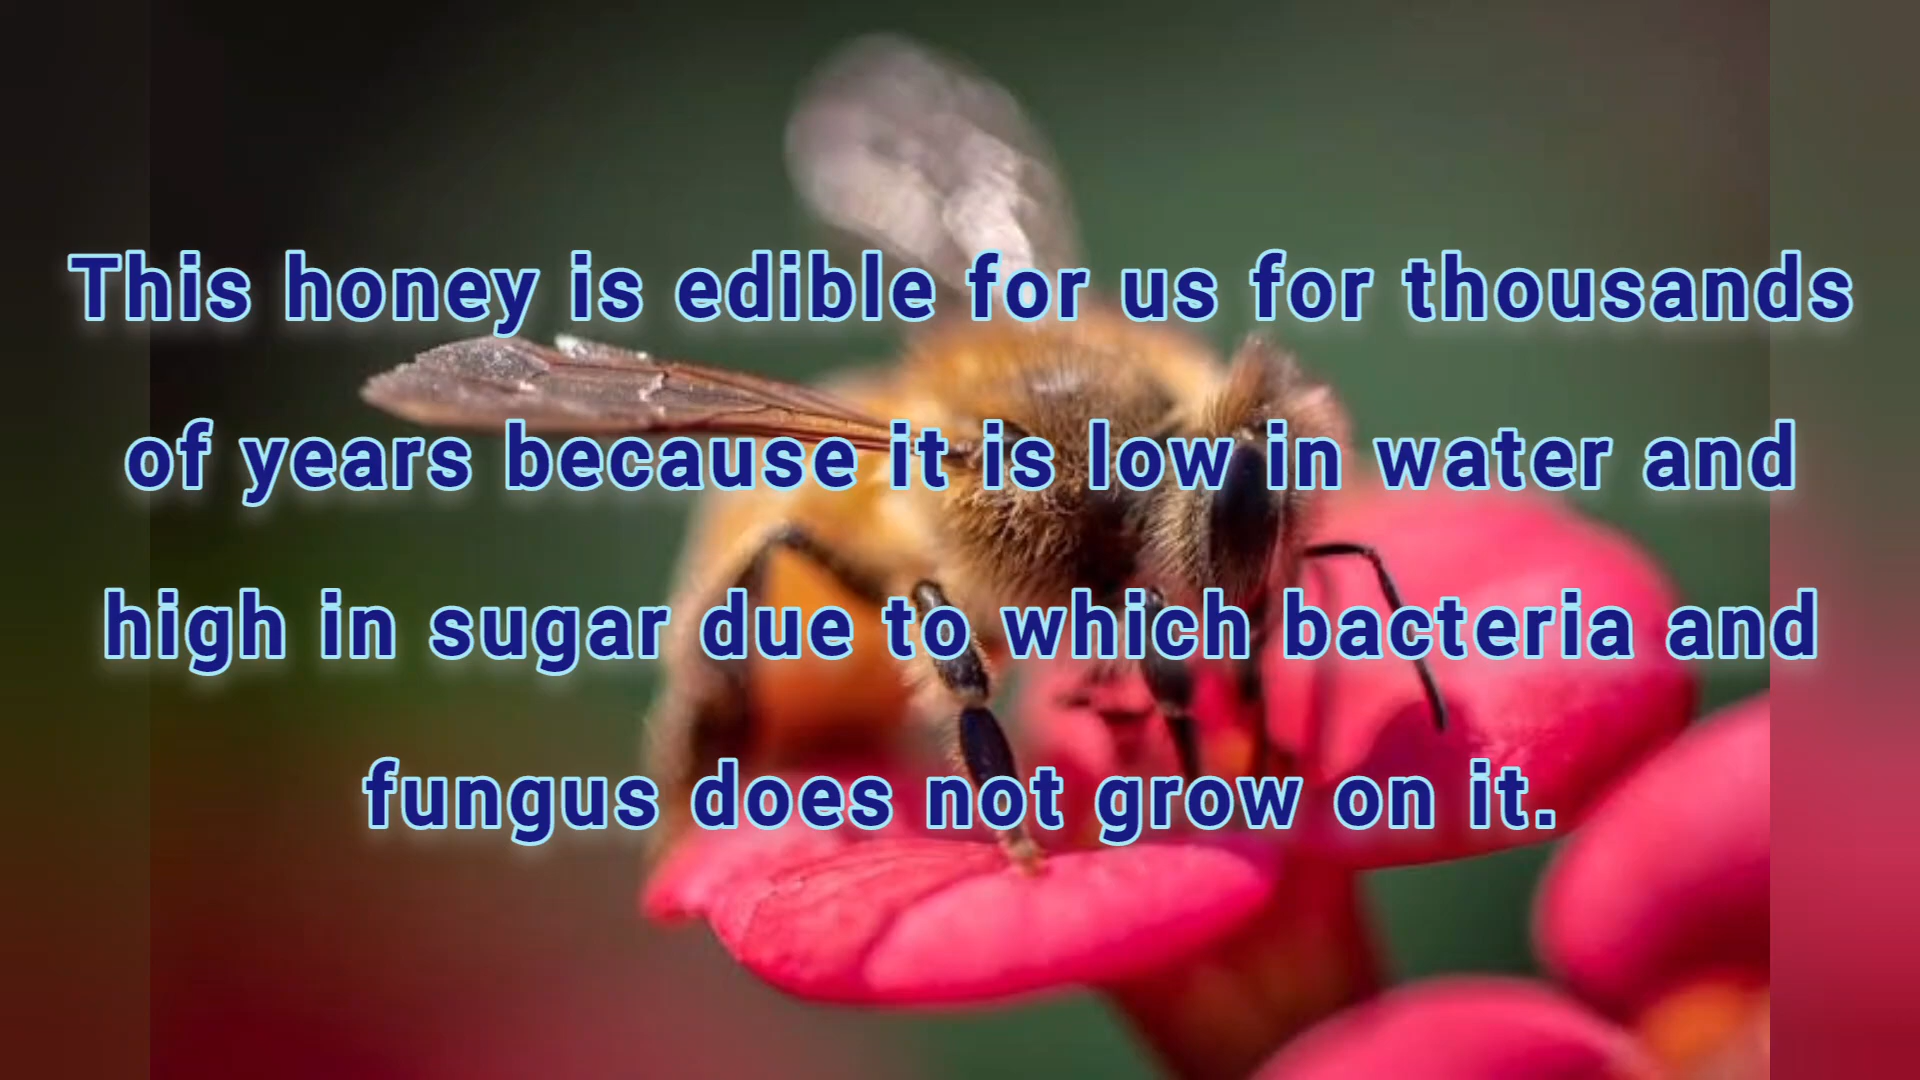 This honey is edible for us for thousands
of years because it is low in water and
high in sugar due to which bacteria and
fungus does not grow on it.